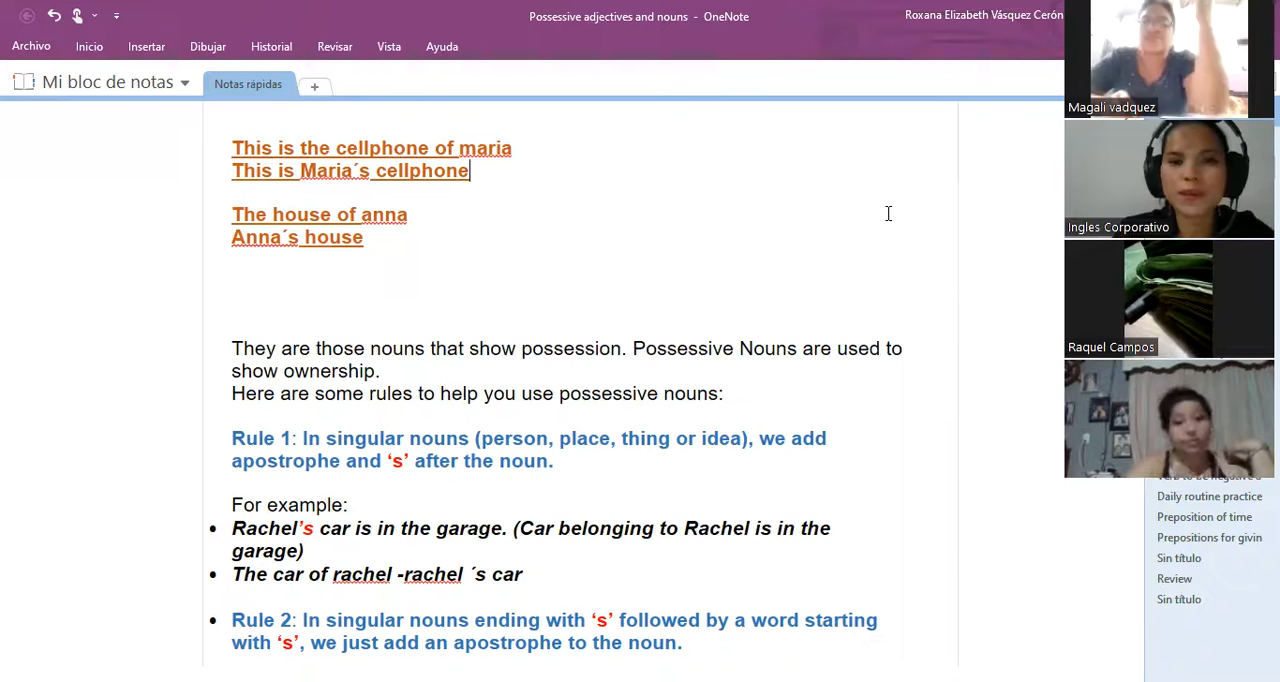 Possessive adjectives and nouns - OneNote
Roxana Elizabeth Vásquez Cerón
Archivo Inicio Insertar Dibujar Historial Revisar Vista Ayuda
Mi bloc de notas
Notas rápidas
+
This is the cellphone of maria
This is Maria´s cellphone
The house of anna
Anna´s house
They are those nouns that show possession. Possessive Nouns are used to
show ownership.
Here are some rules to help you use possessive nouns:
Rule 1: In singular nouns (person, place, thing or idea), we add
apostrophe and ‘s’ after the noun.
For example:
• Rachel’s car is in the garage. (Car belonging to Rachel is in the
garage)
• The car of rachel -rachel ´s car
• Rule 2: In singular nouns ending with ‘s’ followed by a word starting
with ‘s’, we just add an apostrophe to the noun.
Magali vadquez
Ingles Corporativo
Raquel Campos
Daily routine practice
Preposition of time
Prepositions for givin
Sin título
Review
Sin título